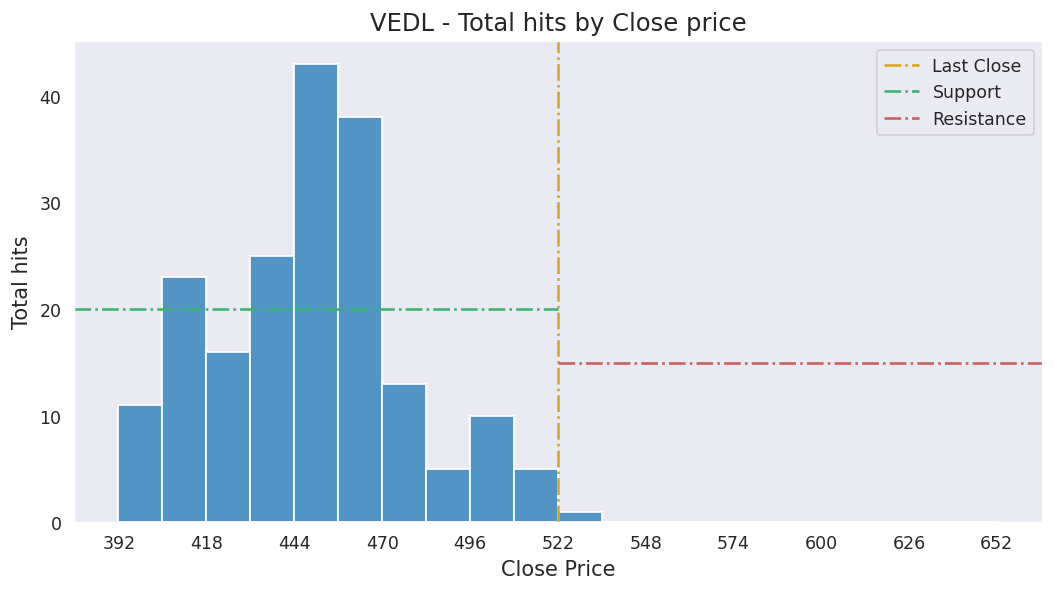 VEDL - Total hits by Close price
Last Close
Support
Resistance
Total hits
40
30
20
10
0
392 418 444 470 496 522 548 574 600 626 652
Close Price